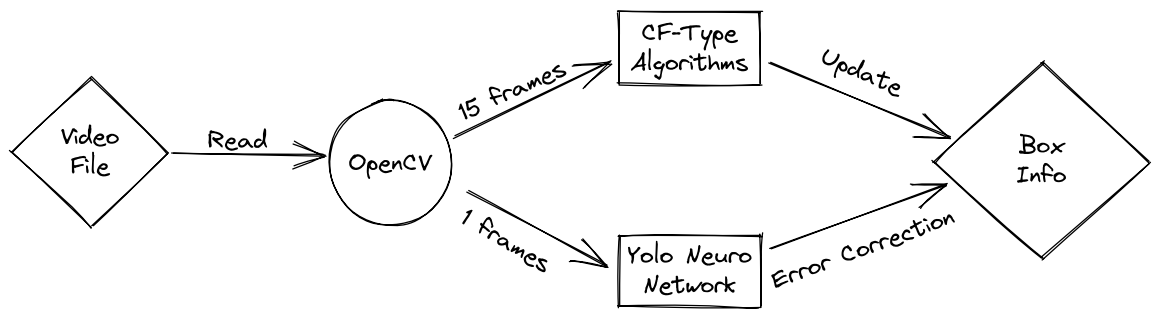 Video
File
Read
OpenCV
15 frames
CF-Type
Algorithms
Update
1 frames
Yolo Neuro
Network
Error Correction
Box
Info